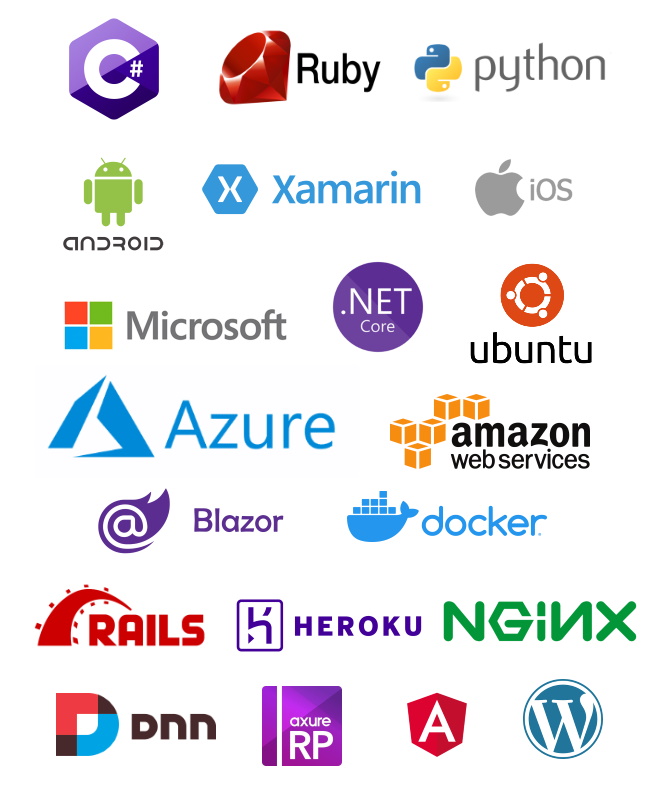 C#
Ruby
python
android
X Xamarin
iOS
Microsoft
.NET
Core
ubuntu
Azure
amazon
web services
@ Blazor
docker
RAILS
HEROKU
NGiNX
DNN
axure
RP
A
W